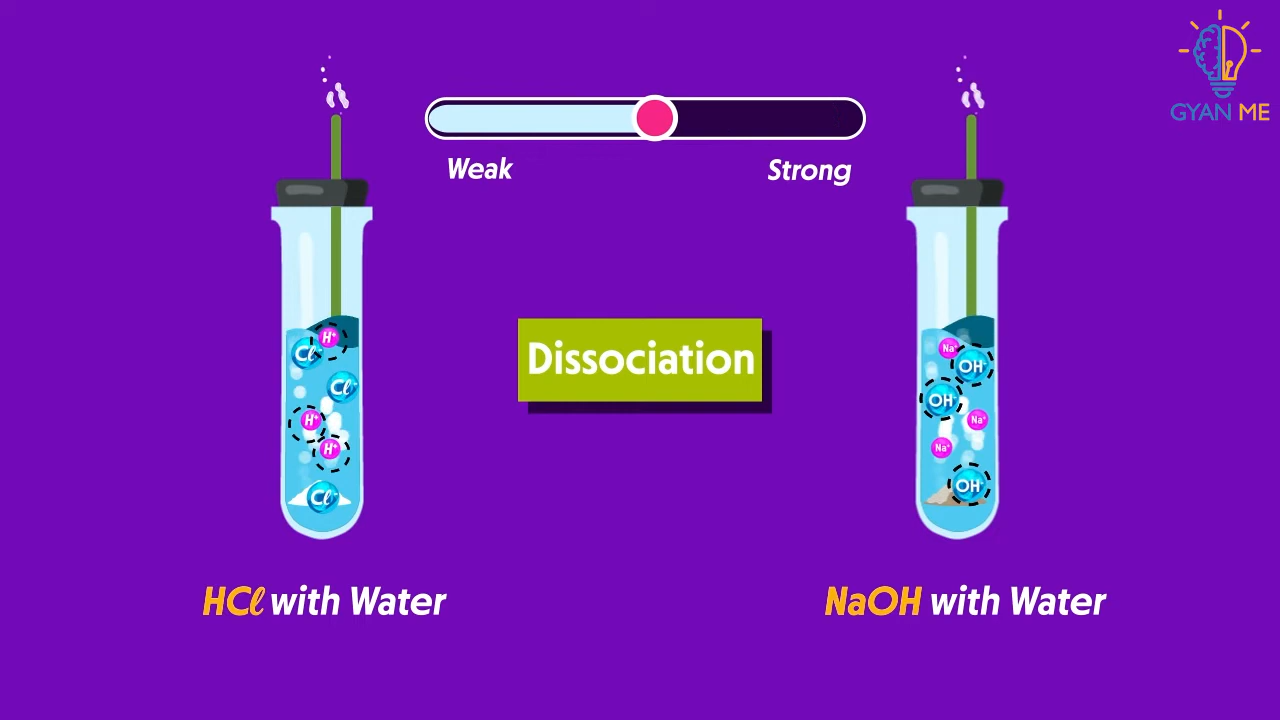 GYAN ME
Weak
Strong
Dissociation
H⁺
Cl⁻
Cl⁻
H⁺
H⁺
Cl⁻
Na⁺
OH⁻
OH⁻
Na⁺
Na⁺
OH⁻
HCl with Water
NaOH with Water